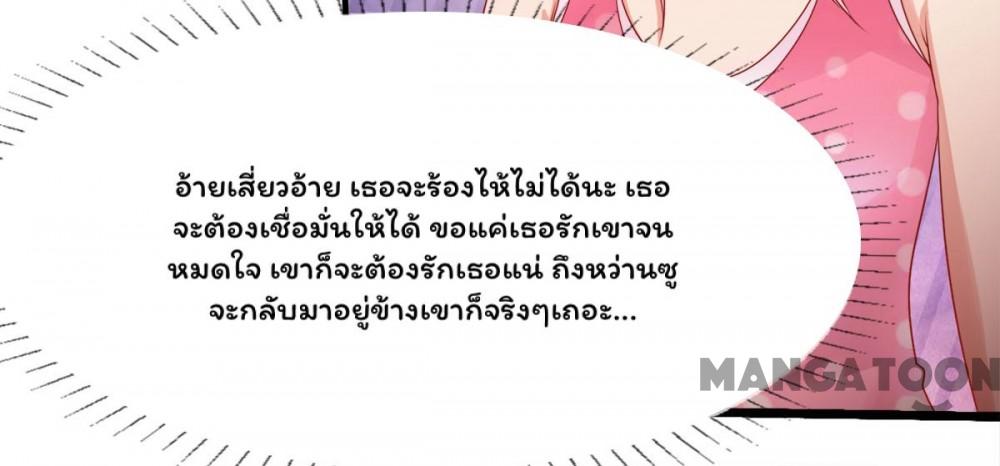 อ้ายเสี่ยวอ้าย เธอจะร้องไห้ไม่ได้นะ เธอ
จะต้องเชื่อมั่นให้ได้ ขอแค่เธอรักเขาจน
หมดใจ เขาก็จะต้องรักเธอแน่ ถึงหว่านซู
จะกลับมาอยู่ข้างเขาก็จริงๆเถอะ...
MANGATOON